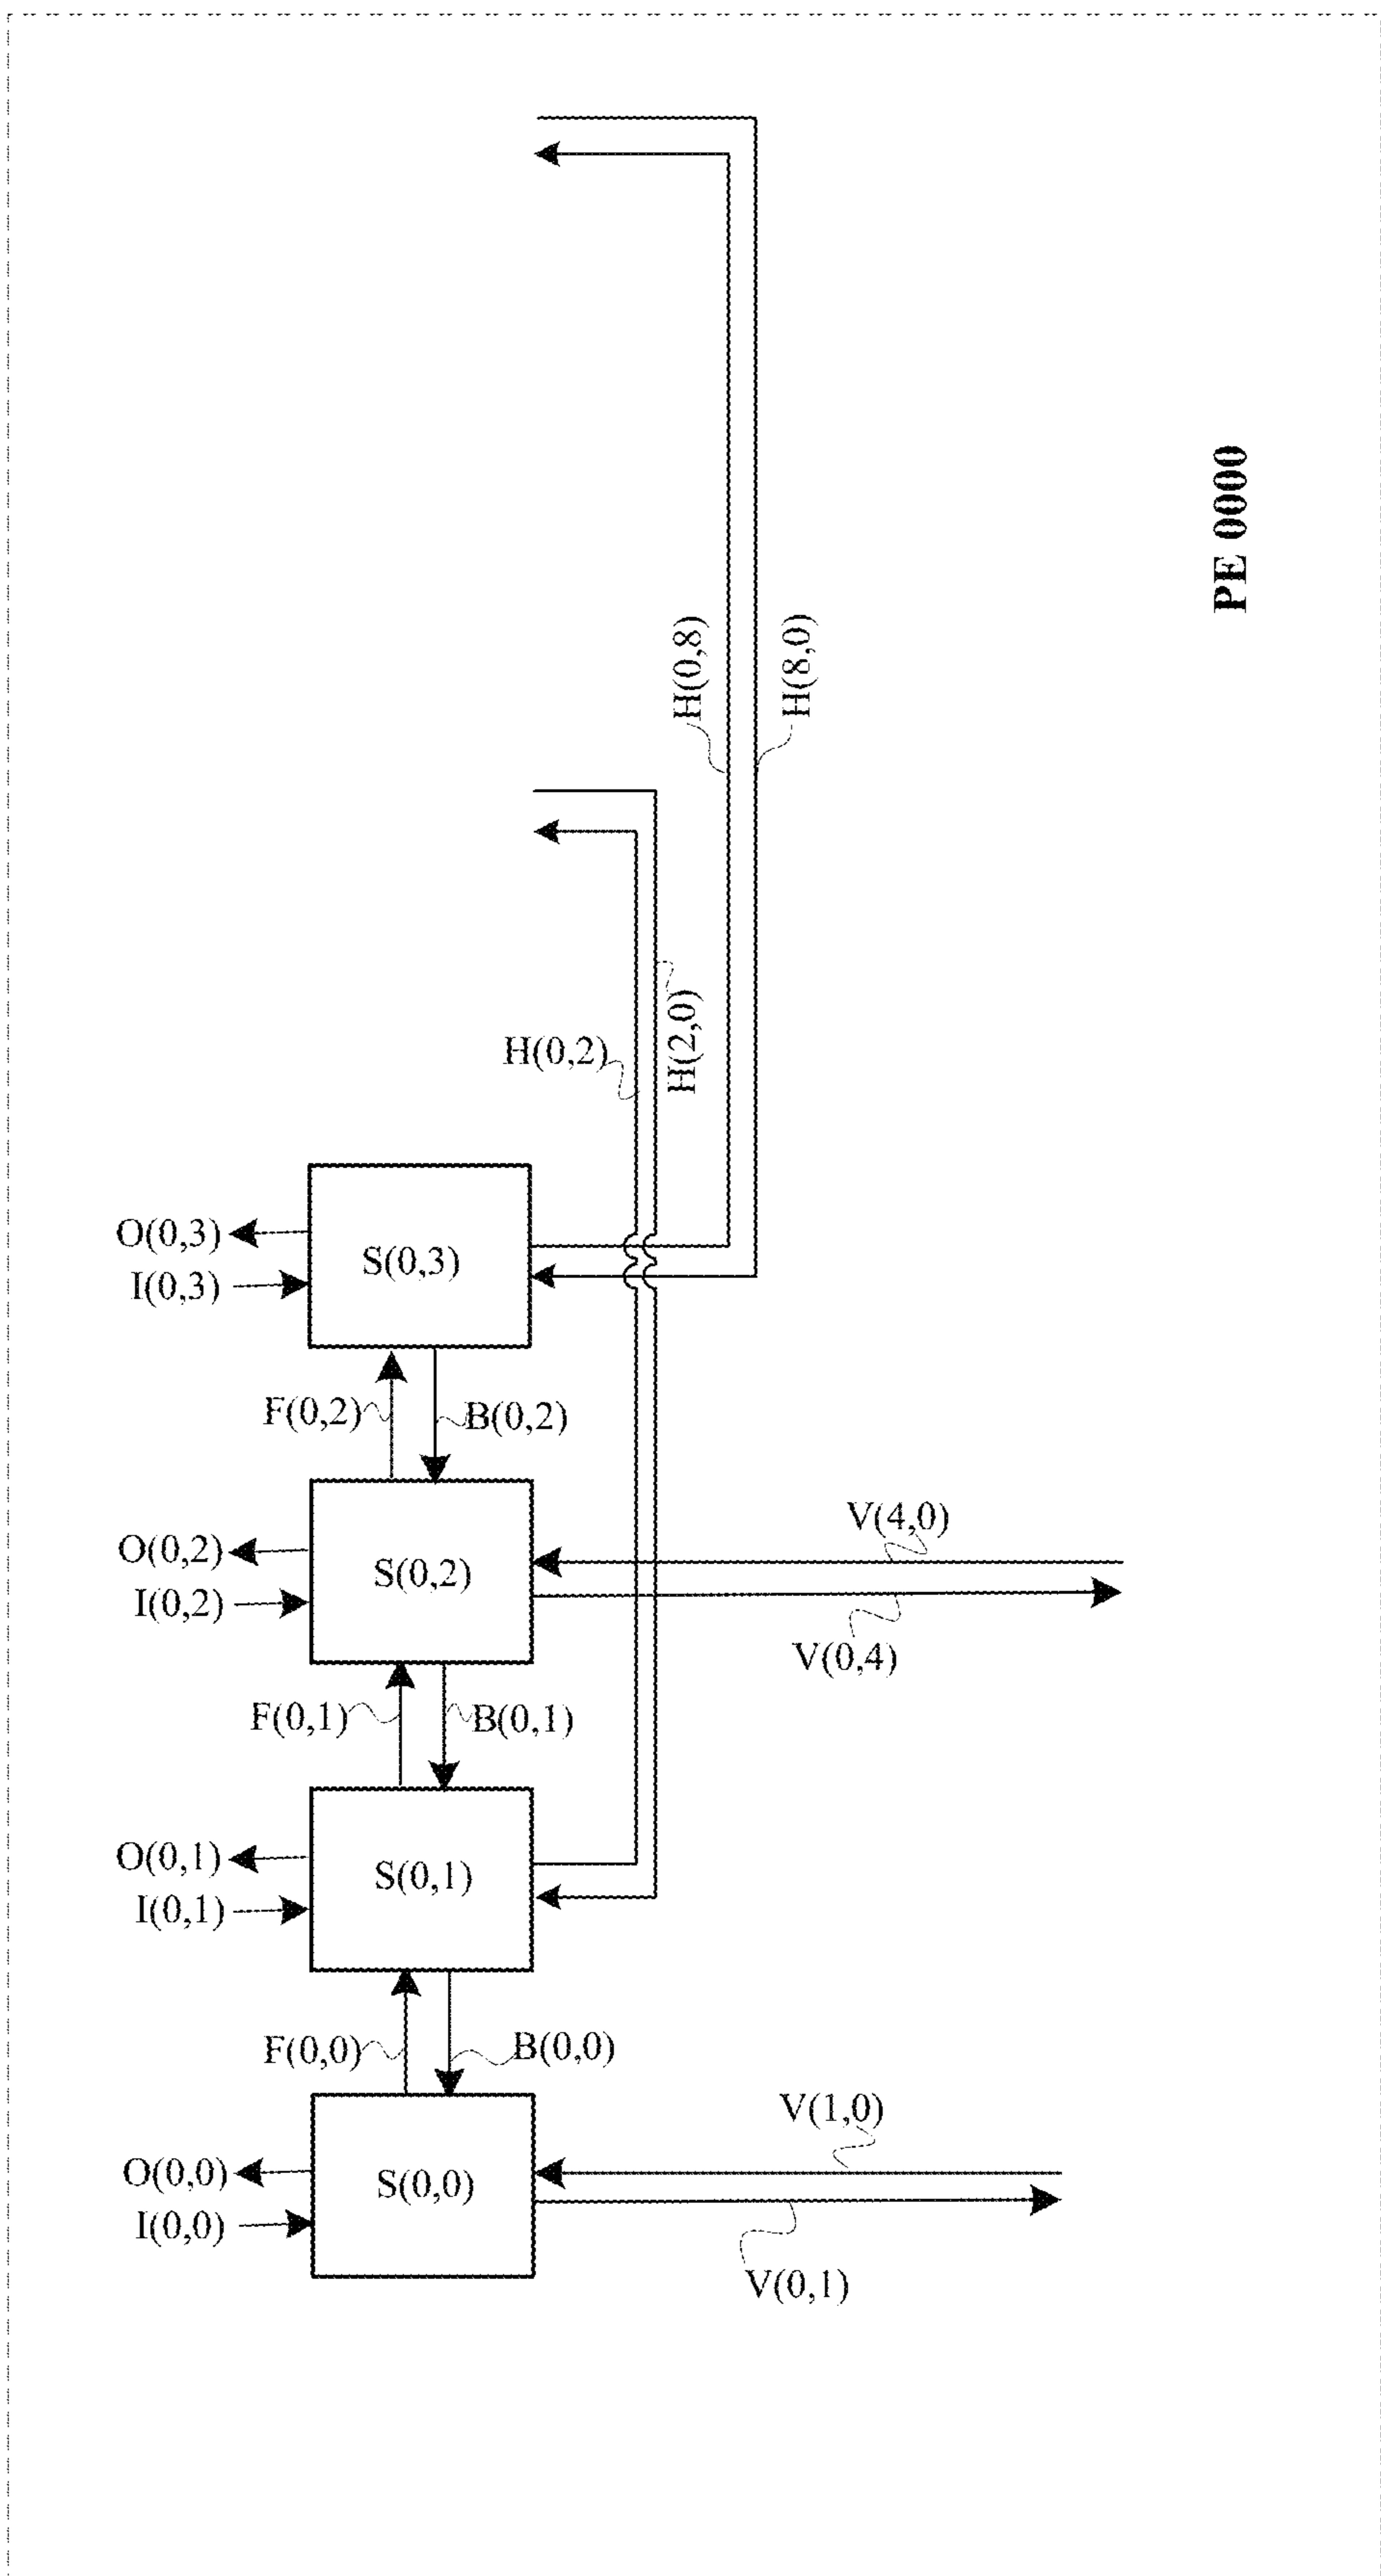 H(0,8)
H(8,0)
PE 0000
H(0,2)
H(2,0)
O(0,3)
I(0,3)
S(0,3)
F(0,2)
B(0,2)
O(0,2)
I(0,2)
S(0,2)
V(4,0)
V(0,4)
F(0,1)
B(0,1)
O(0,1)
I(0,1)
S(0,1)
F(0,0)
B(0,0)
O(0,0)
I(0,0)
S(0,0)
V(1,0)
V(0,1)